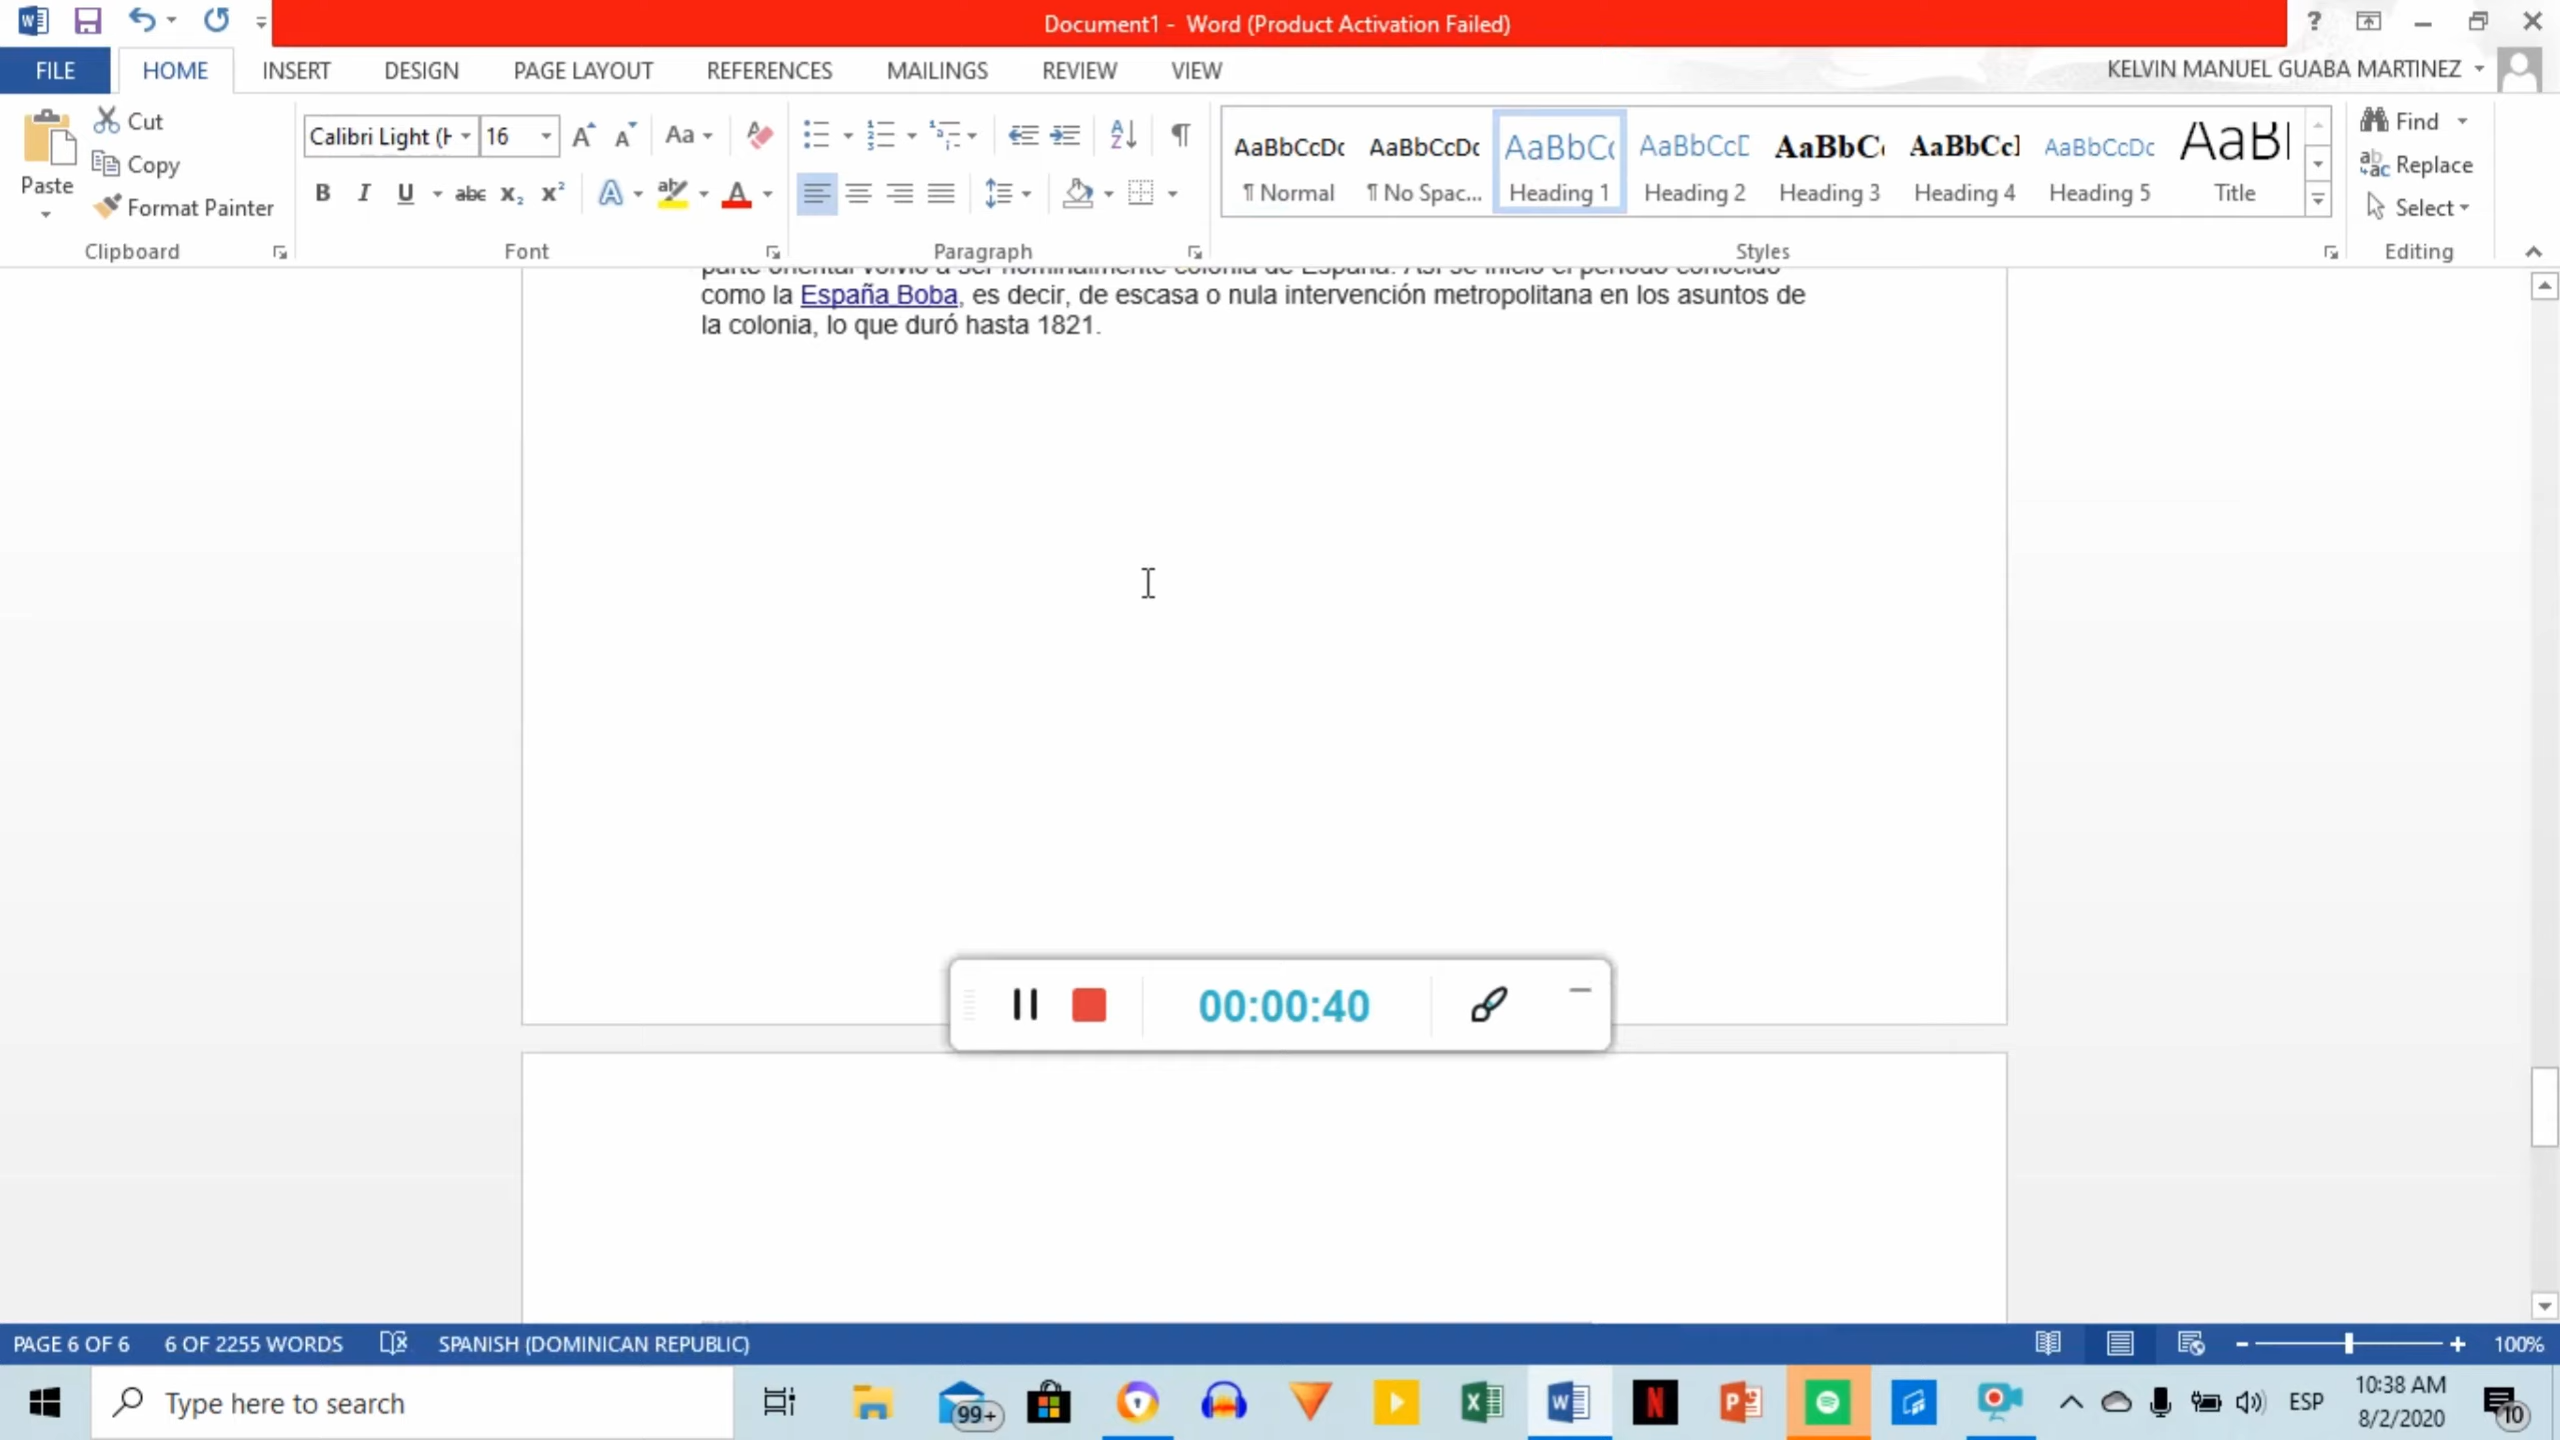 Document1 - Word (Product Activation Failed)
FILE HOME INSERT DESIGN PAGE LAYOUT REFERENCES MAILINGS REVIEW VIEW KELVIN MANUEL GUABA MARTINEZ
Paste
Cut
Copy
Format Painter
Clipboard
Calibri Light (H 16
Font
Paragraph
AaBbCcDc AaBbCcDc AaBbCc AaBbCcD AaBbC AaBbCcI AaBbCcDc AaBI
¶ Normal ¶ No Spac... Heading 1 Heading 2 Heading 3 Heading 4 Heading 5 Title
Styles
Find
Replace
Select
Editing
parte oriental volvió a ser nominalmente colonia de España. Así se inició el período conocido
como la España Boba, es decir, de escasa o nula intervención metropolitana en los asuntos de
la colonia, lo que duró hasta 1821.
00:00:40
PAGE 6 OF 6 6 OF 2255 WORDS SPANISH (DOMINICAN REPUBLIC) 100%
Type here to search
99+
ESP
10:38 AM
8/2/2020
10